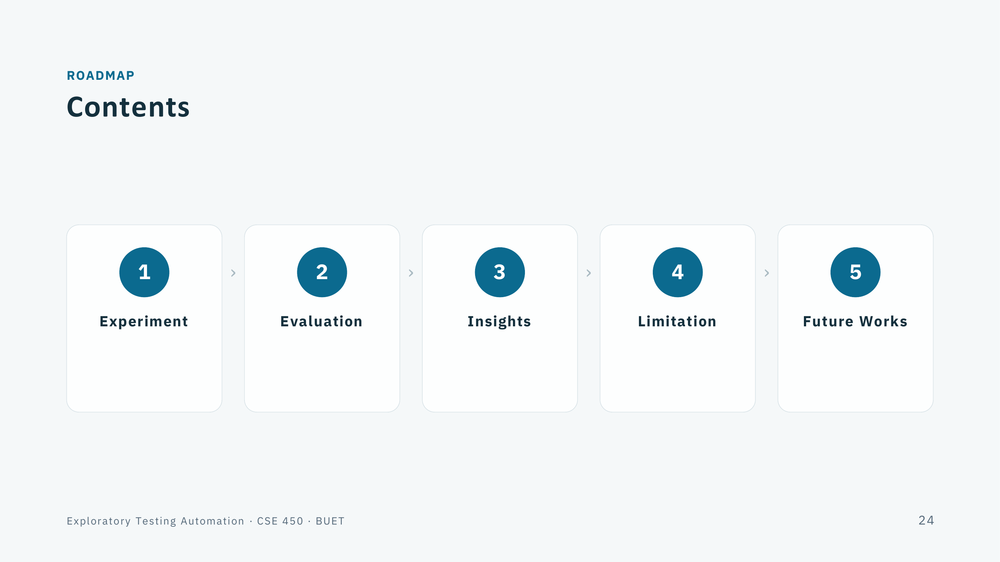 ROADMAP
Contents
1 › 2 › 3 › 4 › 5
Experiment Evaluation Insights Limitation Future Works
Exploratory Testing Automation · CSE 450 · BUET 24